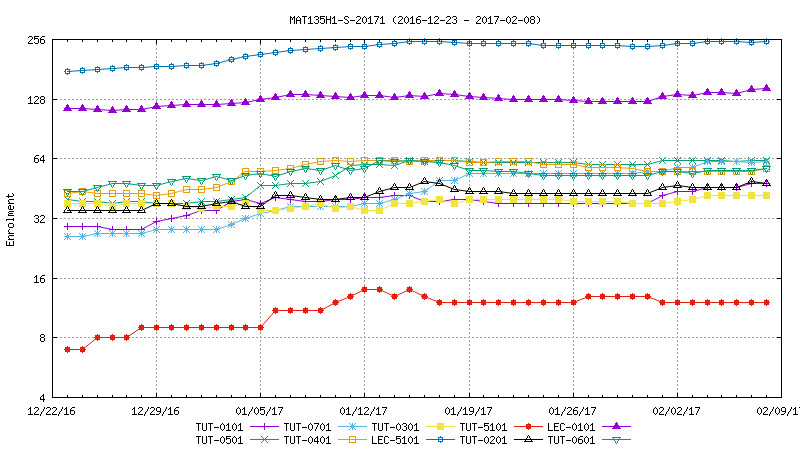 MAT135H1-S-20171 (2016-12-23 - 2017-02-08)
256
128
64
32
16
8
4
Enrolment
12/22/16 12/29/16 01/05/17 01/12/17 01/19/17 01/26/17 02/02/17 02/09/17
TUT-0101 TUT-0701 TUT-0301 TUT-5101 TUT-5101 LEC-0101
TUT-0501 TUT-0401 LEC-5101 TUT-0201 TUT-0601